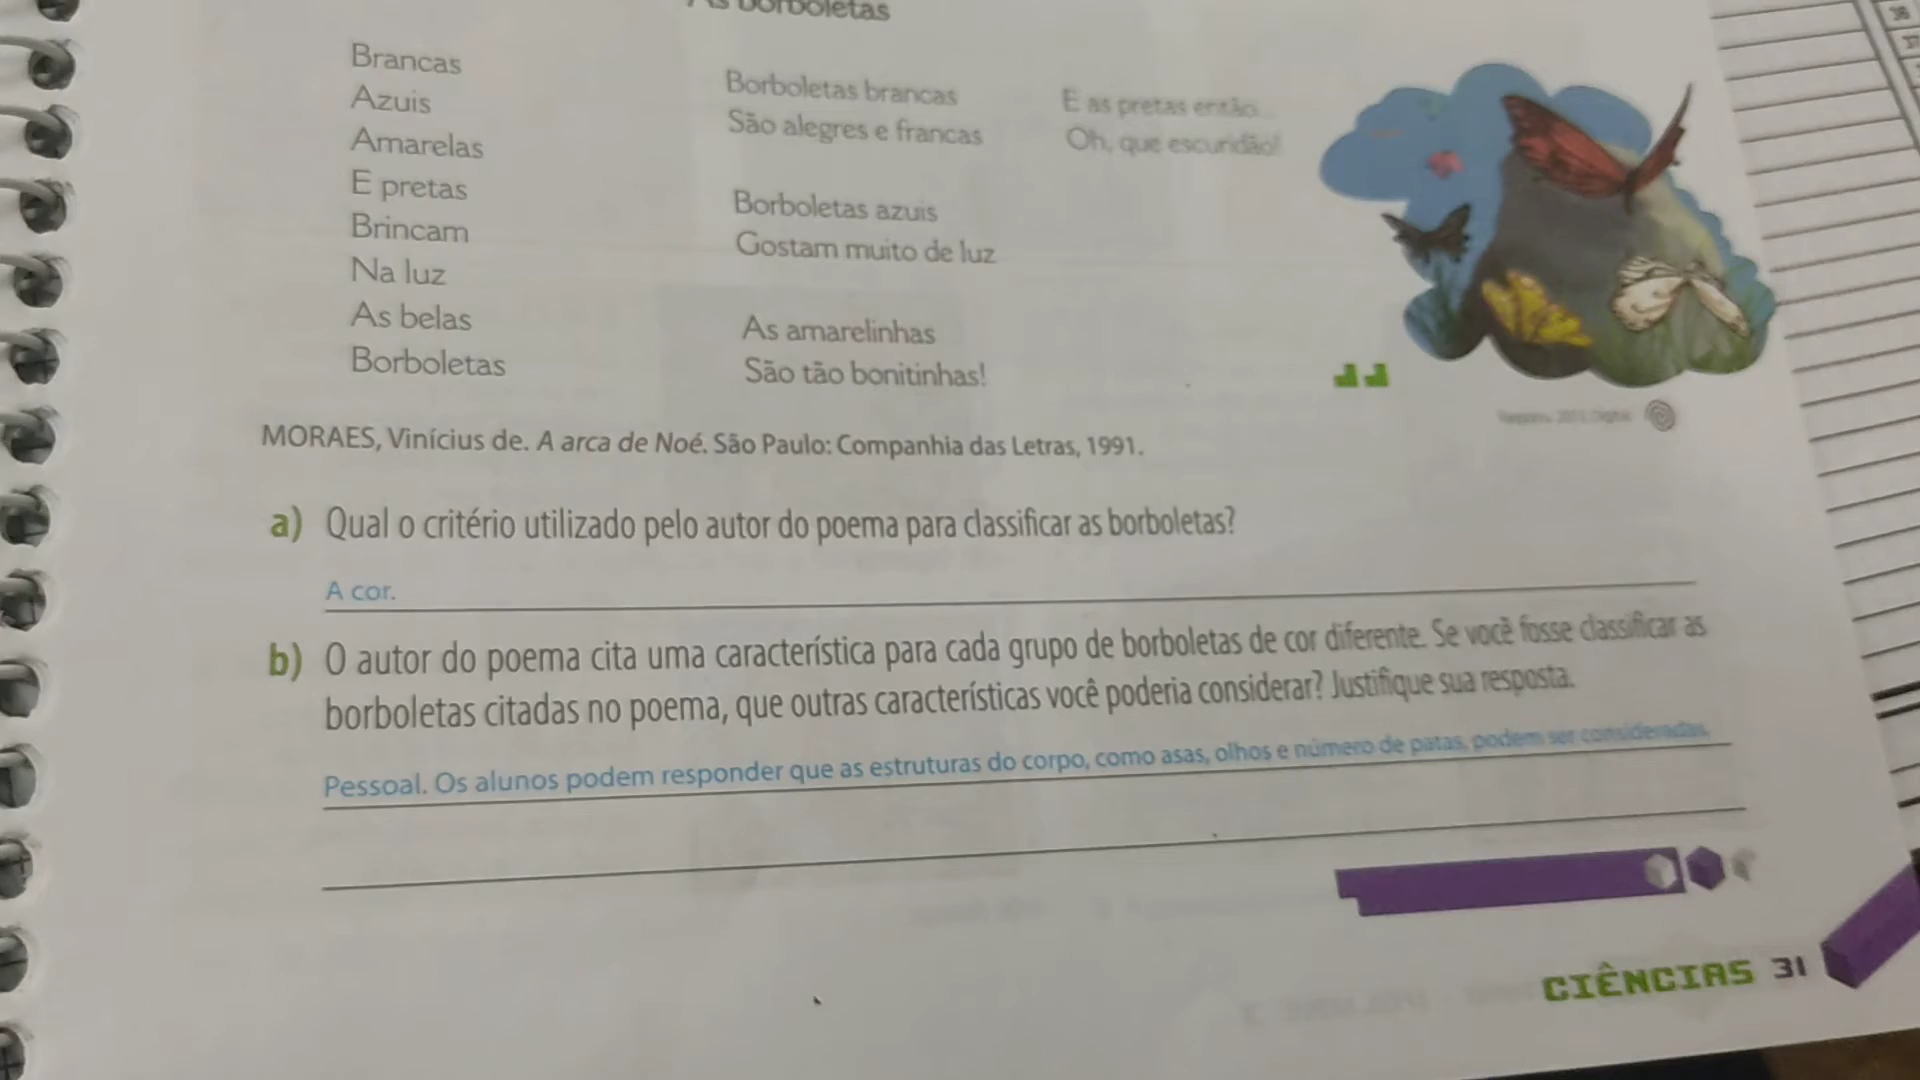 As borboletas
Brancas
Azuis
Amarelas
E pretas
Brincam
Na luz
As belas
Borboletas
Borboletas brancas
São alegres e francas
Borboletas azuis
Gostam muito de luz
As amarelinhas
São tão bonitinhas!
E as pretas então...
Oh, que escuridão!
MORAES, Vinícius de. A arca de Noé. São Paulo: Companhia das Letras, 1991.
a) Qual o critério utilizado pelo autor do poema para classificar as borboletas?
A cor.
b) O autor do poema cita uma característica para cada grupo de borboletas de cor diferente. Se você fosse classificar as
borboletas citadas no poema, que outras características você poderia considerar? Justifique sua resposta.
Pessoal. Os alunos podem responder que as estruturas do corpo, como asas, olhos e número de patas, podem ser consideradas.
CIÊNCIAS 31
38
37